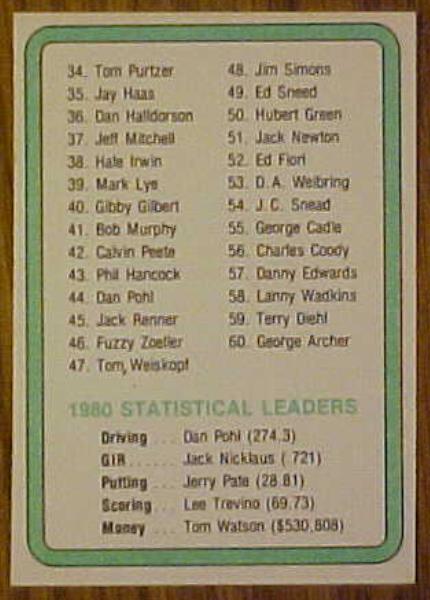 34. Tom Purtzer
35. Jay Haas
36. Dan Halldorson
37. Jeff Mitchell
38. Hale Irwin
39. Mark Lye
40. Gibby Gilbert
41. Bob Murphy
42. Calvin Peete
43. Phil Hancock
44. Dan Pohl
45. Jack Renner
46. Fuzzy Zoeller
47. Tom Weiskopf
48. Jim Simons
49. Ed Sneed
50. Hubert Green
51. Jack Newton
52. Ed Fiori
53. D.A. Weibring
54. J.C. Snead
55. George Cadle
56. Charles Coody
57. Danny Edwards
58. Lanny Wadkins
59. Terry Diehl
60. George Archer
1980 STATISTICAL LEADERS
Driving ... Dan Pohl (274.3)
GIR ...... Jack Nicklaus (.721)
Putting ... Jerry Pate (28.81)
Scoring ... Lee Trevino (69.73)
Money ... Tom Watson ($530,808)